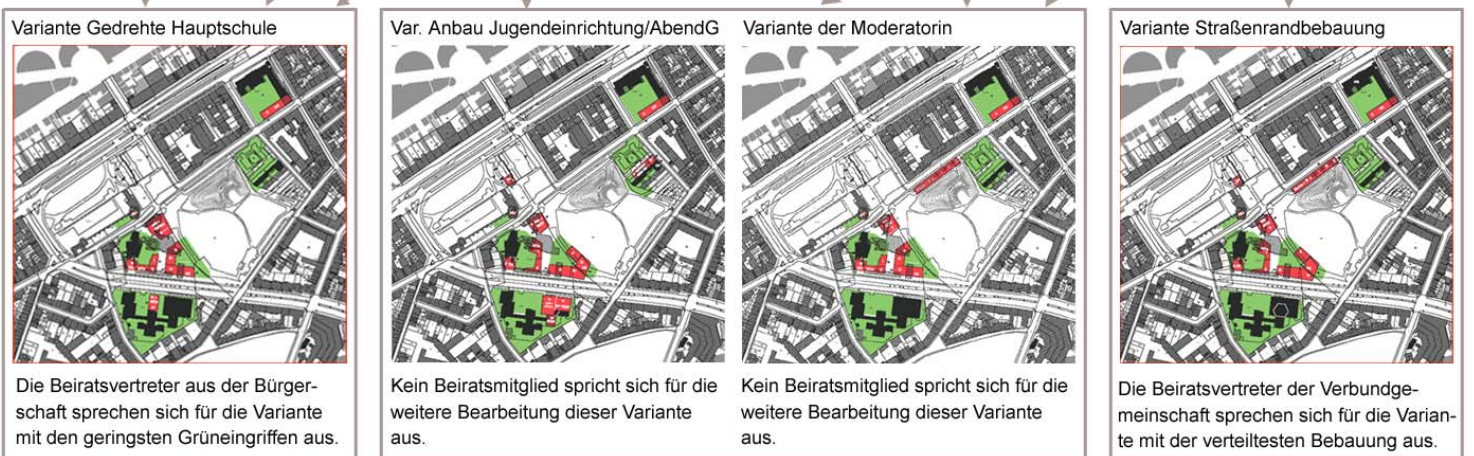 Variante Gedrehte Hauptschule
Die Beiratsvertreter aus der Bürger-
schaft sprechen sich für die Variante
mit den geringsten Grüneingriffen aus.
Var. Anbau Jugendeinrichtung/AbendG
Kein Beiratsmitglied spricht sich für die
weitere Bearbeitung dieser Variante
aus.
Variante der Moderatorin
Kein Beiratsmitglied spricht sich für die
weitere Bearbeitung dieser Variante
aus.
Variante Straßenrandbebauung
Die Beiratsvertreter der Verbundge-
meinschaft sprechen sich für die Varian-
te mit der verteiltesten Bebauung aus.